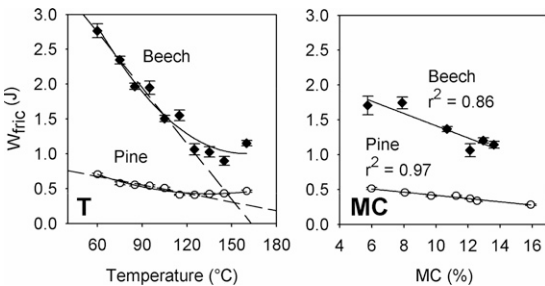 3.0
2.5
2.0
1.5
1.0
0.5
0.0
W fric (J)
Beech
Pine
T
60 90 120 150 180
Temperature (°C)
3.0
2.5
2.0
1.5
1.0
0.5
0.0
Beech
r² = 0.86
Pine
r² = 0.97
MC
4 6 8 10 12 14 16
MC (%)